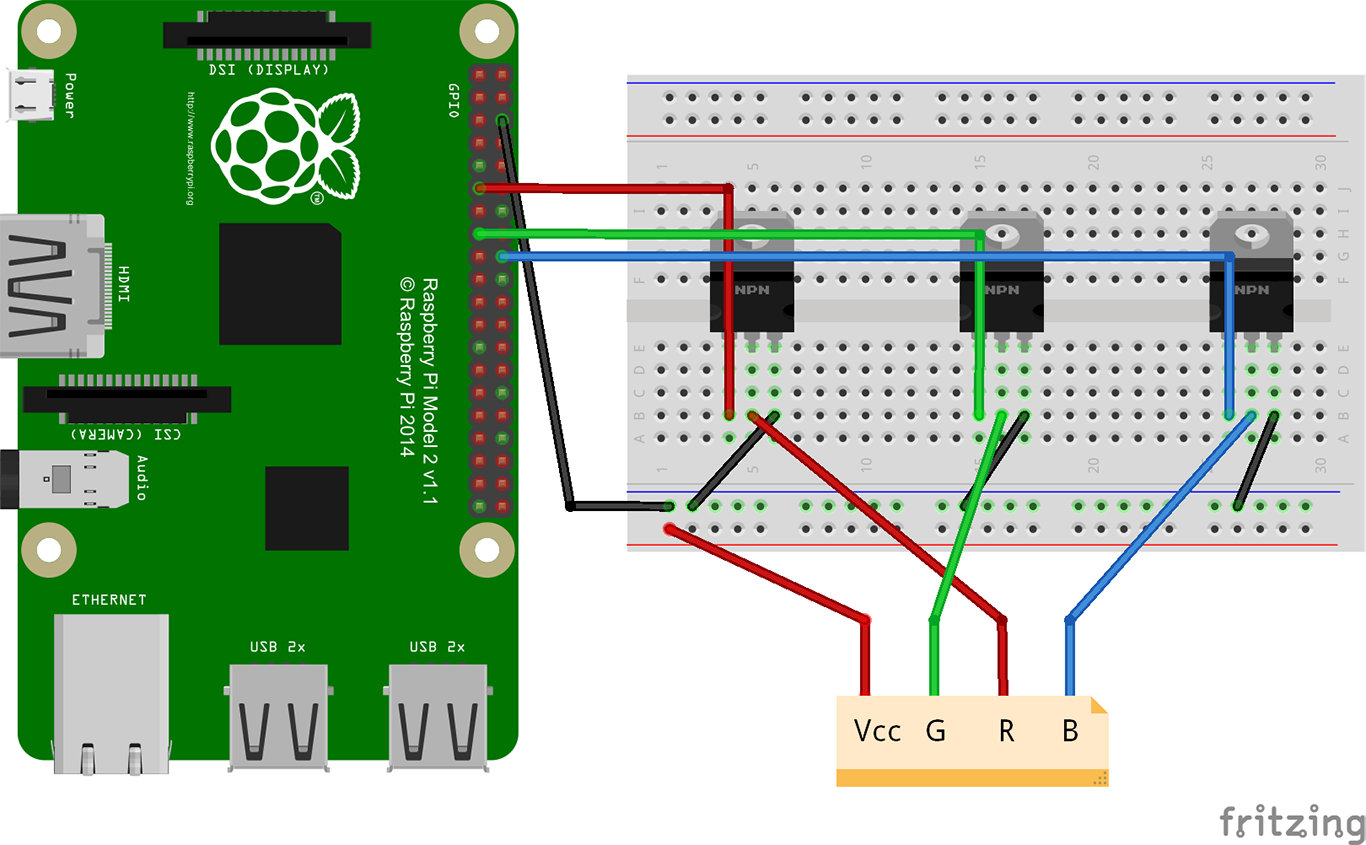 DSI (DISPLAY)
Power
GPIO
http://www.raspberrypi.org
TM
HDMI
Raspberry Pi Model 2 v1.1
© Raspberry Pi 2014
CSI (CAMERA)
Audio
ETHERNET
USB 2x
USB 2x
1 5 10 15 20 25 30
J J
I I
H H
G G
F F
NPN NPN NPN
E E
D D
C C
B B
A A
1 5 10 15 20 25 30
Vcc G R B
fritzing